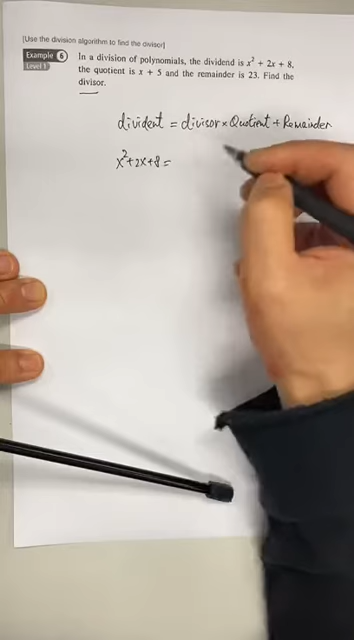 [Use the division algorithm to find the divisor]
Example 6 In a division of polynomials, the dividend is x² + 2x + 8,
Level 1 the quotient is x + 5 and the remainder is 23. Find the
divisor.
divident = divisor × Quotient + Remainder
x²+2x+8 =